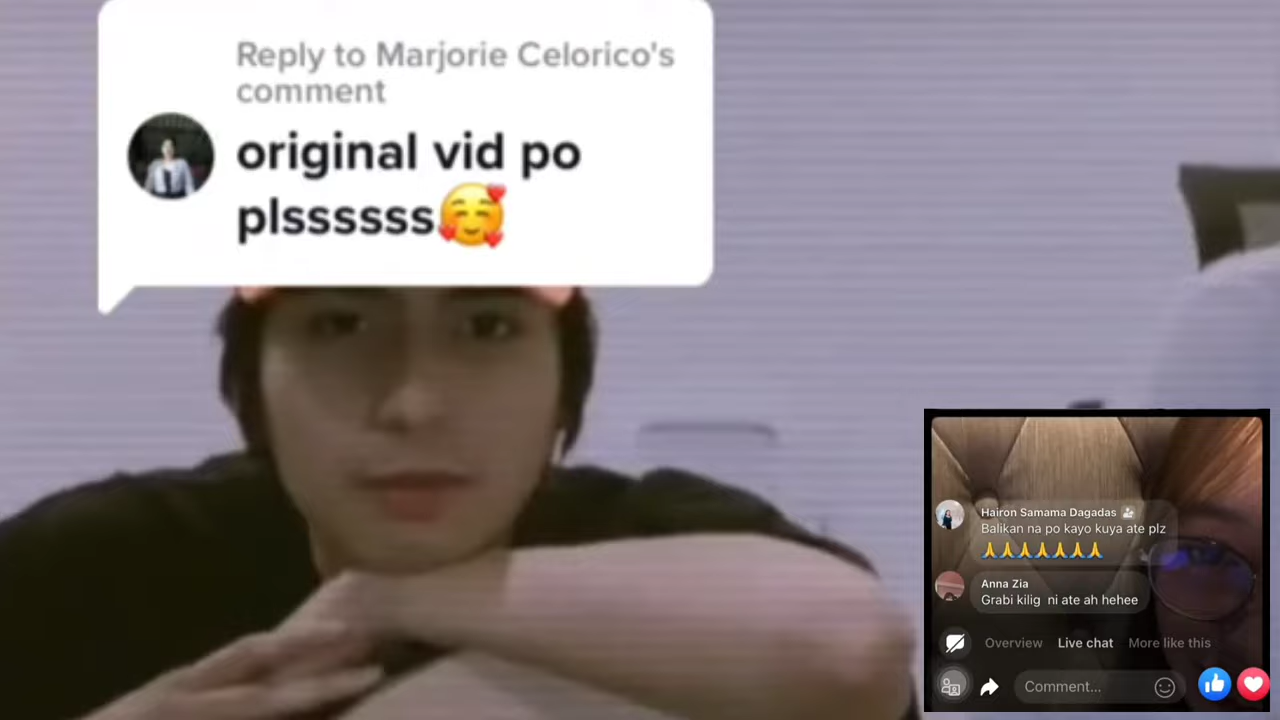 Reply to Marjorie Celorico's
comment
original vid po
plssssss🥰
Hairon Samama Dagadas
Balikan na po kayo kuya ate plz
🙏🙏🙏🙏🙏🙏🙏
Anna Zia
Grabi kilig ni ate ah hehee
Overview Live chat More like this
Comment...